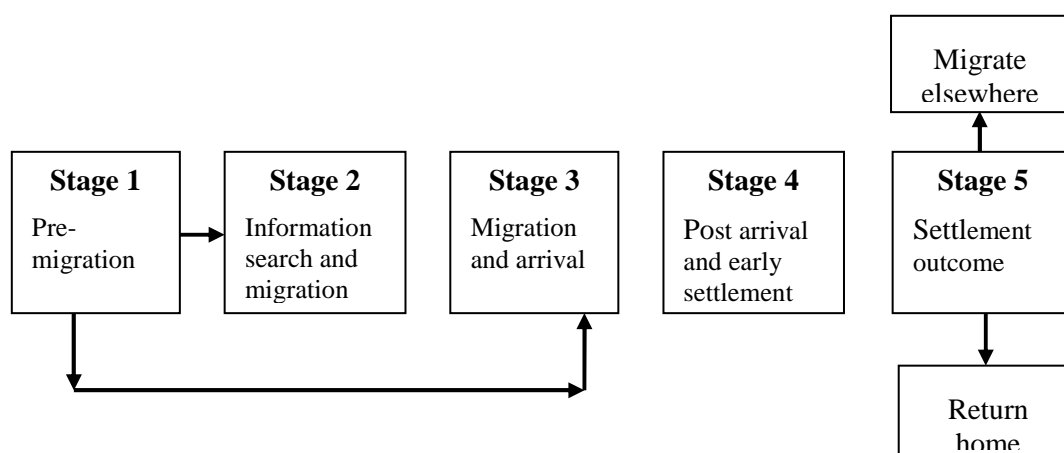 Migrate
elsewhere
Stage 1
Pre-
migration
Stage 2
Information
search and
migration
Stage 3
Migration
and arrival
Stage 4
Post arrival
and early
settlement
Stage 5
Settlement
outcome
Return
home